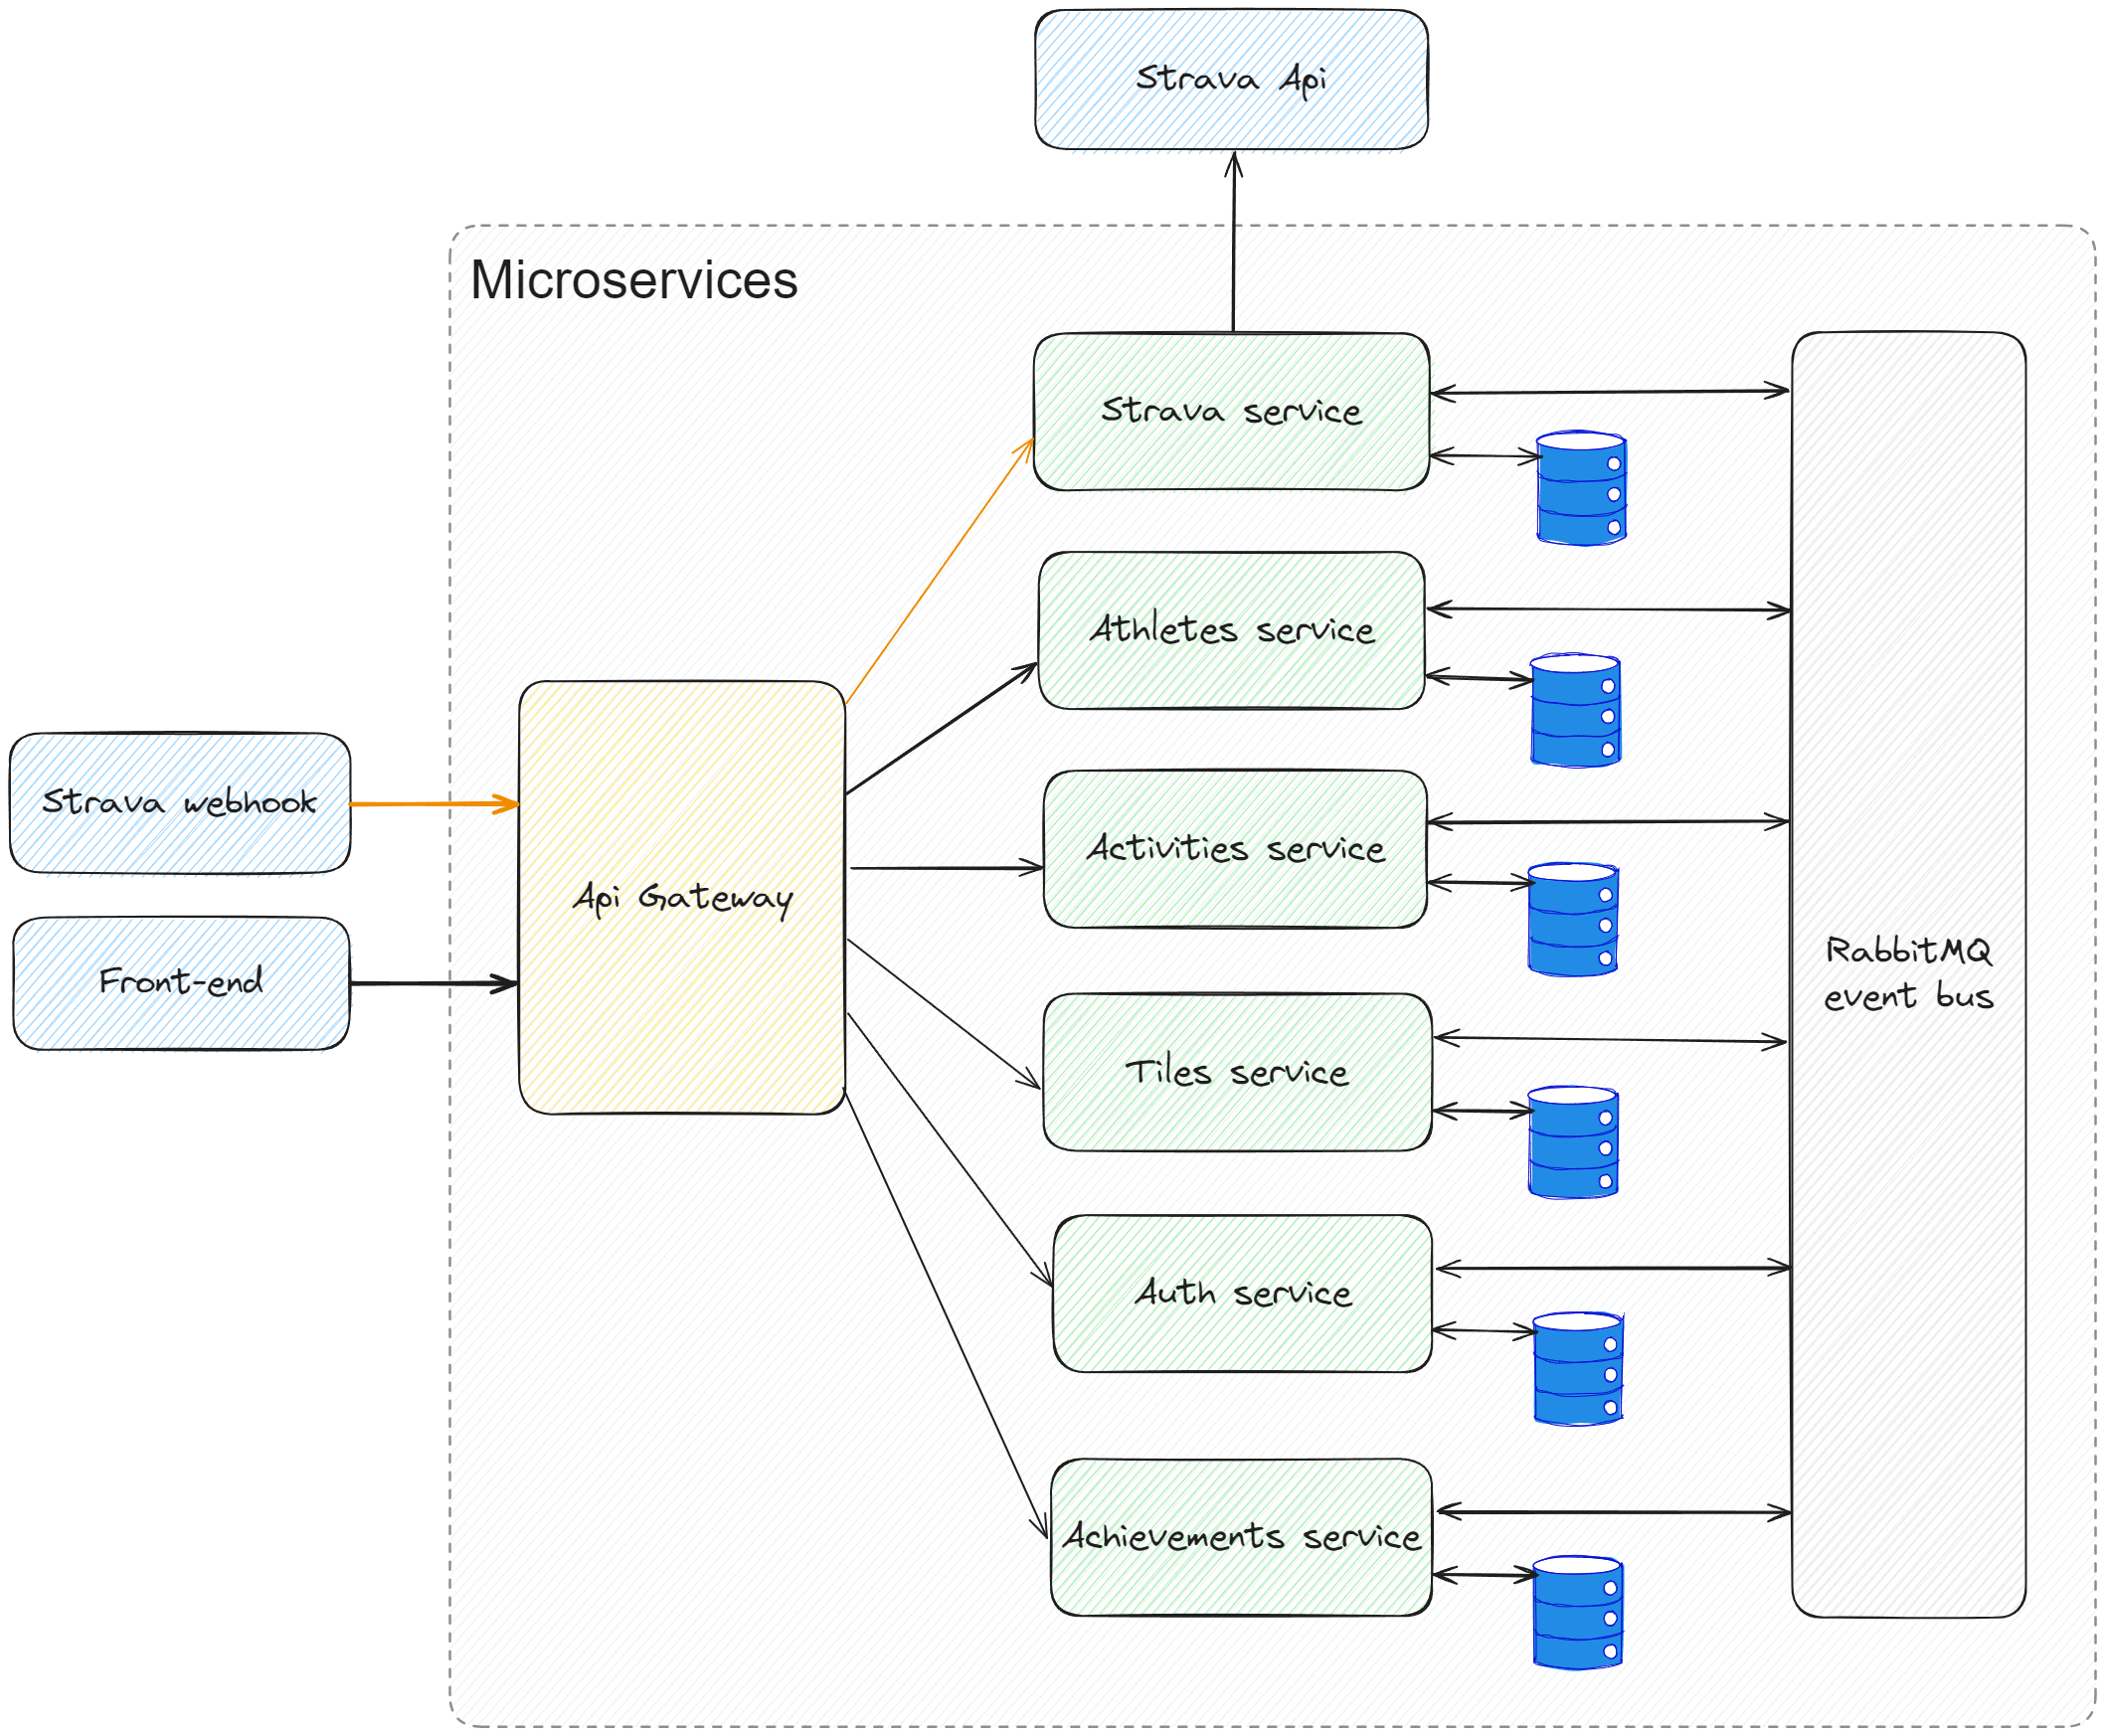 Strava Api
Microservices
Strava service
Athletes service
Strava webhook
Activities service
Api Gateway
Front-end
RabbitMQ
event bus
Tiles service
Auth service
Achievements service